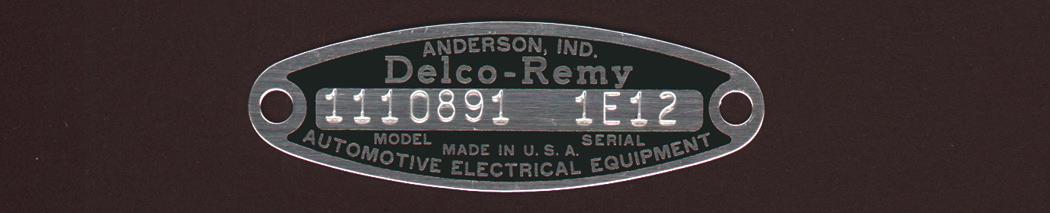 ANDERSON, IND.
Delco-Remy
1110891 1E12
MODEL SERIAL
MADE IN U.S.A.
AUTOMOTIVE ELECTRICAL EQUIPMENT